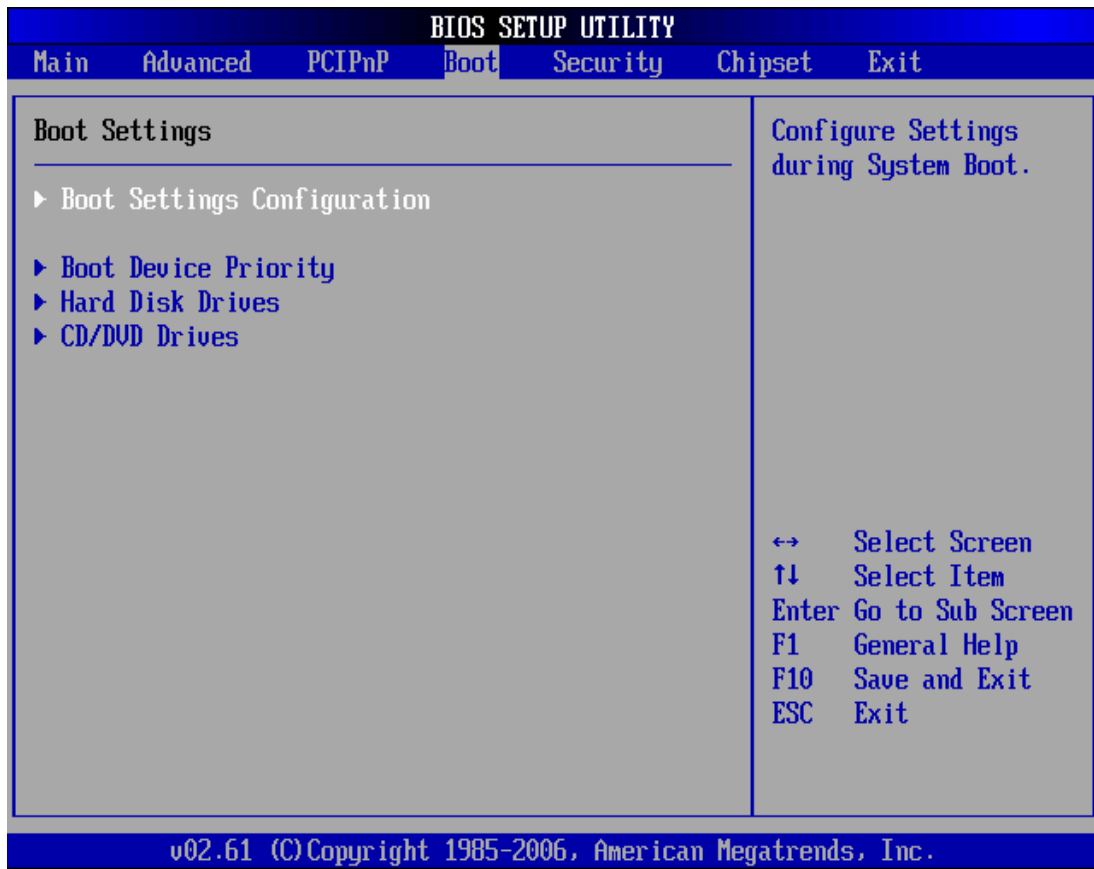 BIOS SETUP UTILITY
Main Advanced PCIPnP Boot Security Chipset Exit
Boot Settings
▶ Boot Settings Configuration
▶ Boot Device Priority
▶ Hard Disk Drives
▶ CD/DVD Drives
Configure Settings
during System Boot.
↔ Select Screen
↑↓ Select Item
Enter Go to Sub Screen
F1 General Help
F10 Save and Exit
ESC Exit
v02.61 (C)Copyright 1985-2006, American Megatrends, Inc.